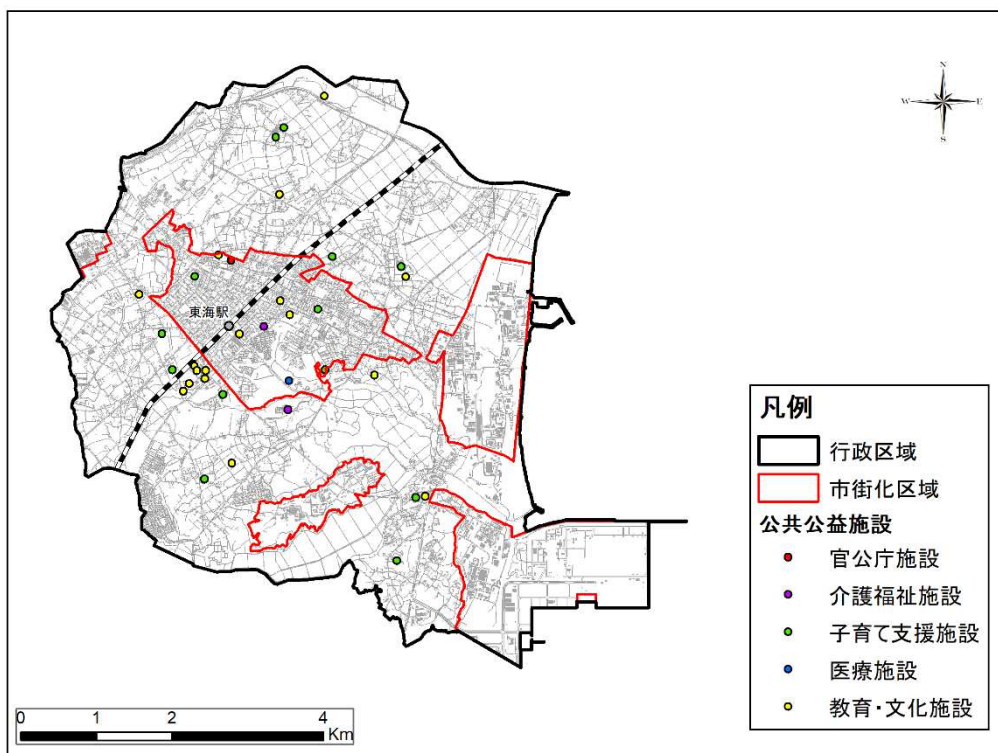 N
W
E
S
東海駅
凡例
行政区域
市街化区域
公共公益施設
官公庁施設
介護福祉施設
子育て支援施設
医療施設
教育・文化施設
0 1 2 4
Km